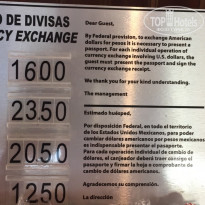 O DE DIVISAS
CY EXCHANGE
1600
2350
2050
1250
Dear Guest,
By Federal provision, to exchange American
dollars for pesos it is necessary to present a
passport. For each individual operation of
currency exchange involving U.S. dollars, the
guest must present the passport and sign the
currency exchange receipt.
We thank you for your kind understanding.
The management
Estimado huésped,
Por disposición Federal, en todo el territorio
de los Estados Unidos Mexicanos, para poder
cambiar dólares americanos por pesos mexicanos
es indispensable presentar el pasaporte.
Para cada operación individual de cambio de
dólares, el canjeador deberá traer consigo el
pasaporte y firmar la hoja o comprobante de
cambio de dólares americanos.
Agradecemos su comprensión.
La dirección
TopHotels